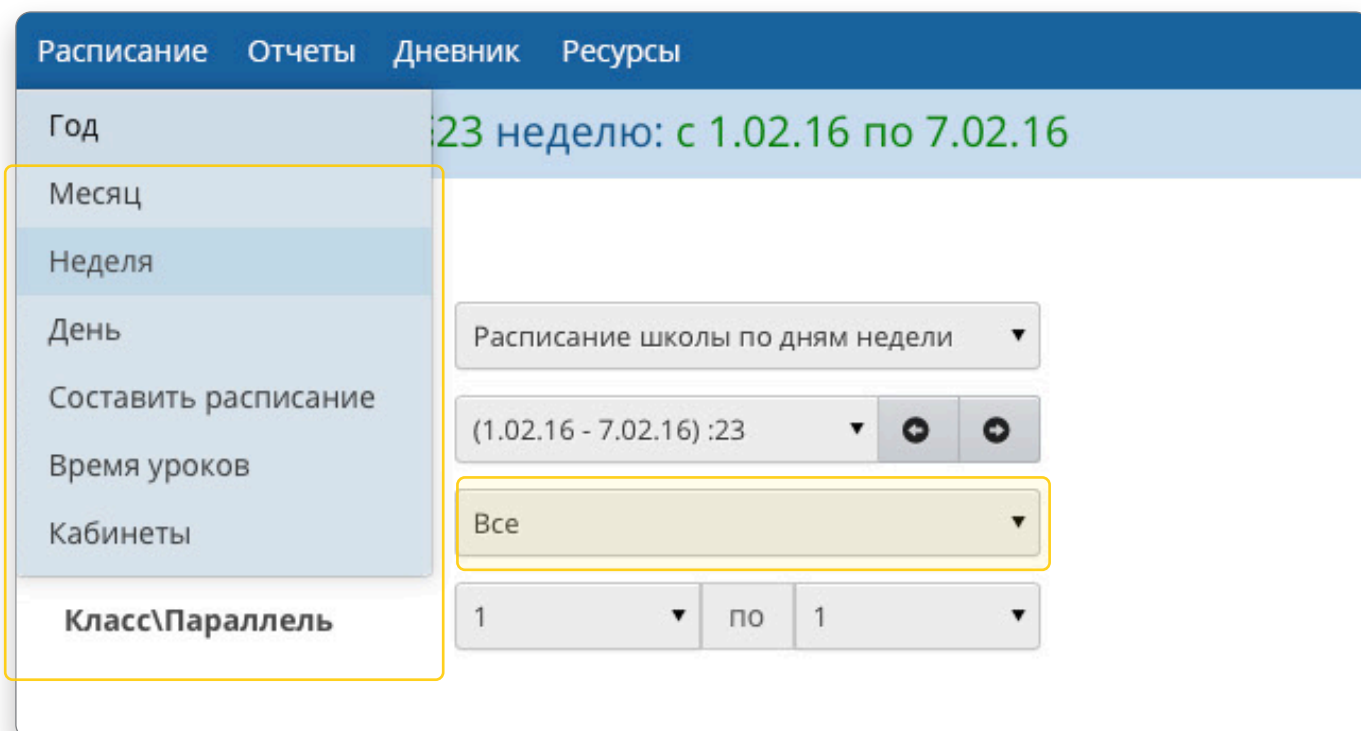 Расписание Отчеты Дневник Ресурсы
Год
23 неделю: с 1.02.16 по 7.02.16
Месяц
Неделя
День
Расписание школы по дням недели
Составить расписание
(1.02.16 - 7.02.16) :23
Время уроков
Все
Кабинеты
Класс\Параллель 1 по 1